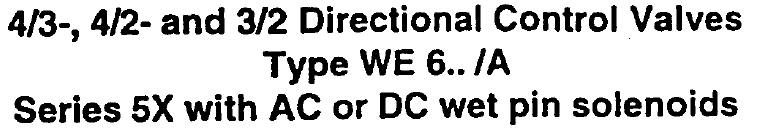 4/3-, 4/2- and 3/2 Directional Control Valves
Type WE 6.. /A
Series 5X with AC or DC wet pin solenoids